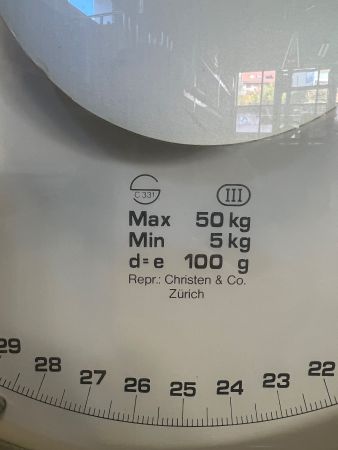 C 331
III
Max 50 kg
Min 5 kg
d=e 100 g
Repr.: Christen & Co.
Zürich
29 28 27 26 25 24 23 22